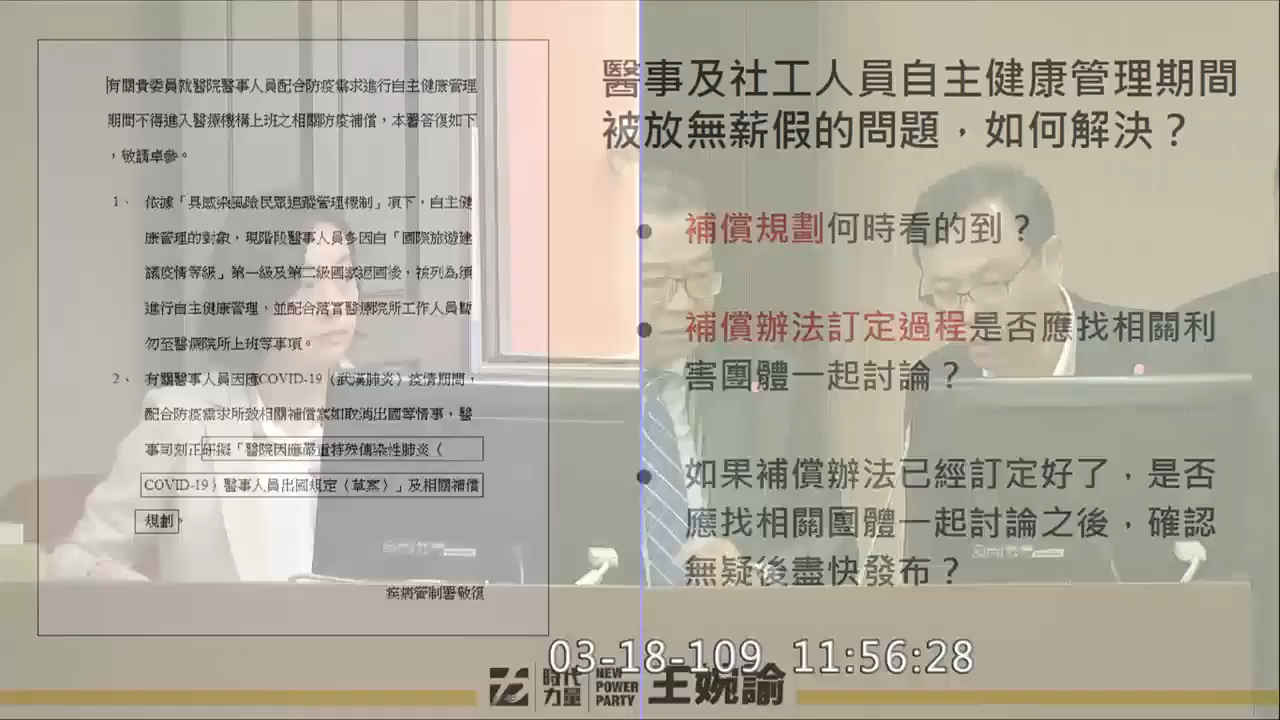 有關貴委員就醫院醫事人員配合防疫需求進行自主健康管理
期間不得進入醫療機構上班之相關防疫補償，本署答復如下
，敬請卓參。
1、 依據「具感染風險民眾追蹤管理機制」項下，自主健
康管理的對象，現階段醫事人員多因自「國際旅遊建
議疫情等級」第一級及第二級國家返國後，被列為須
進行自主健康管理，並配合落實醫療院所工作人員暫
勿至醫療院所上班等事項。
2、 有關醫事人員因應COVID-19（武漢肺炎）疫情期間，
配合防疫需求所致相關補償案如取消出國等情事，醫
事司刻正研擬「醫院因應嚴重特殊傳染性肺炎（
COVID-19）醫事人員出國規定（草案）」及相關補償
規劃。
疾病管制署敬復
醫事及社工人員自主健康管理期間
被放無薪假的問題，如何解決？
• 補償規劃何時看的到？
• 補償辦法訂定過程是否應找相關利
害團體一起討論？
• 如果補償辦法已經訂定好了，是否
應找相關團體一起討論之後，確認
無疑後盡快發布？
03-18-109 11:56:28
時代
力量
NEW
POWER
PARTY
王婉諭